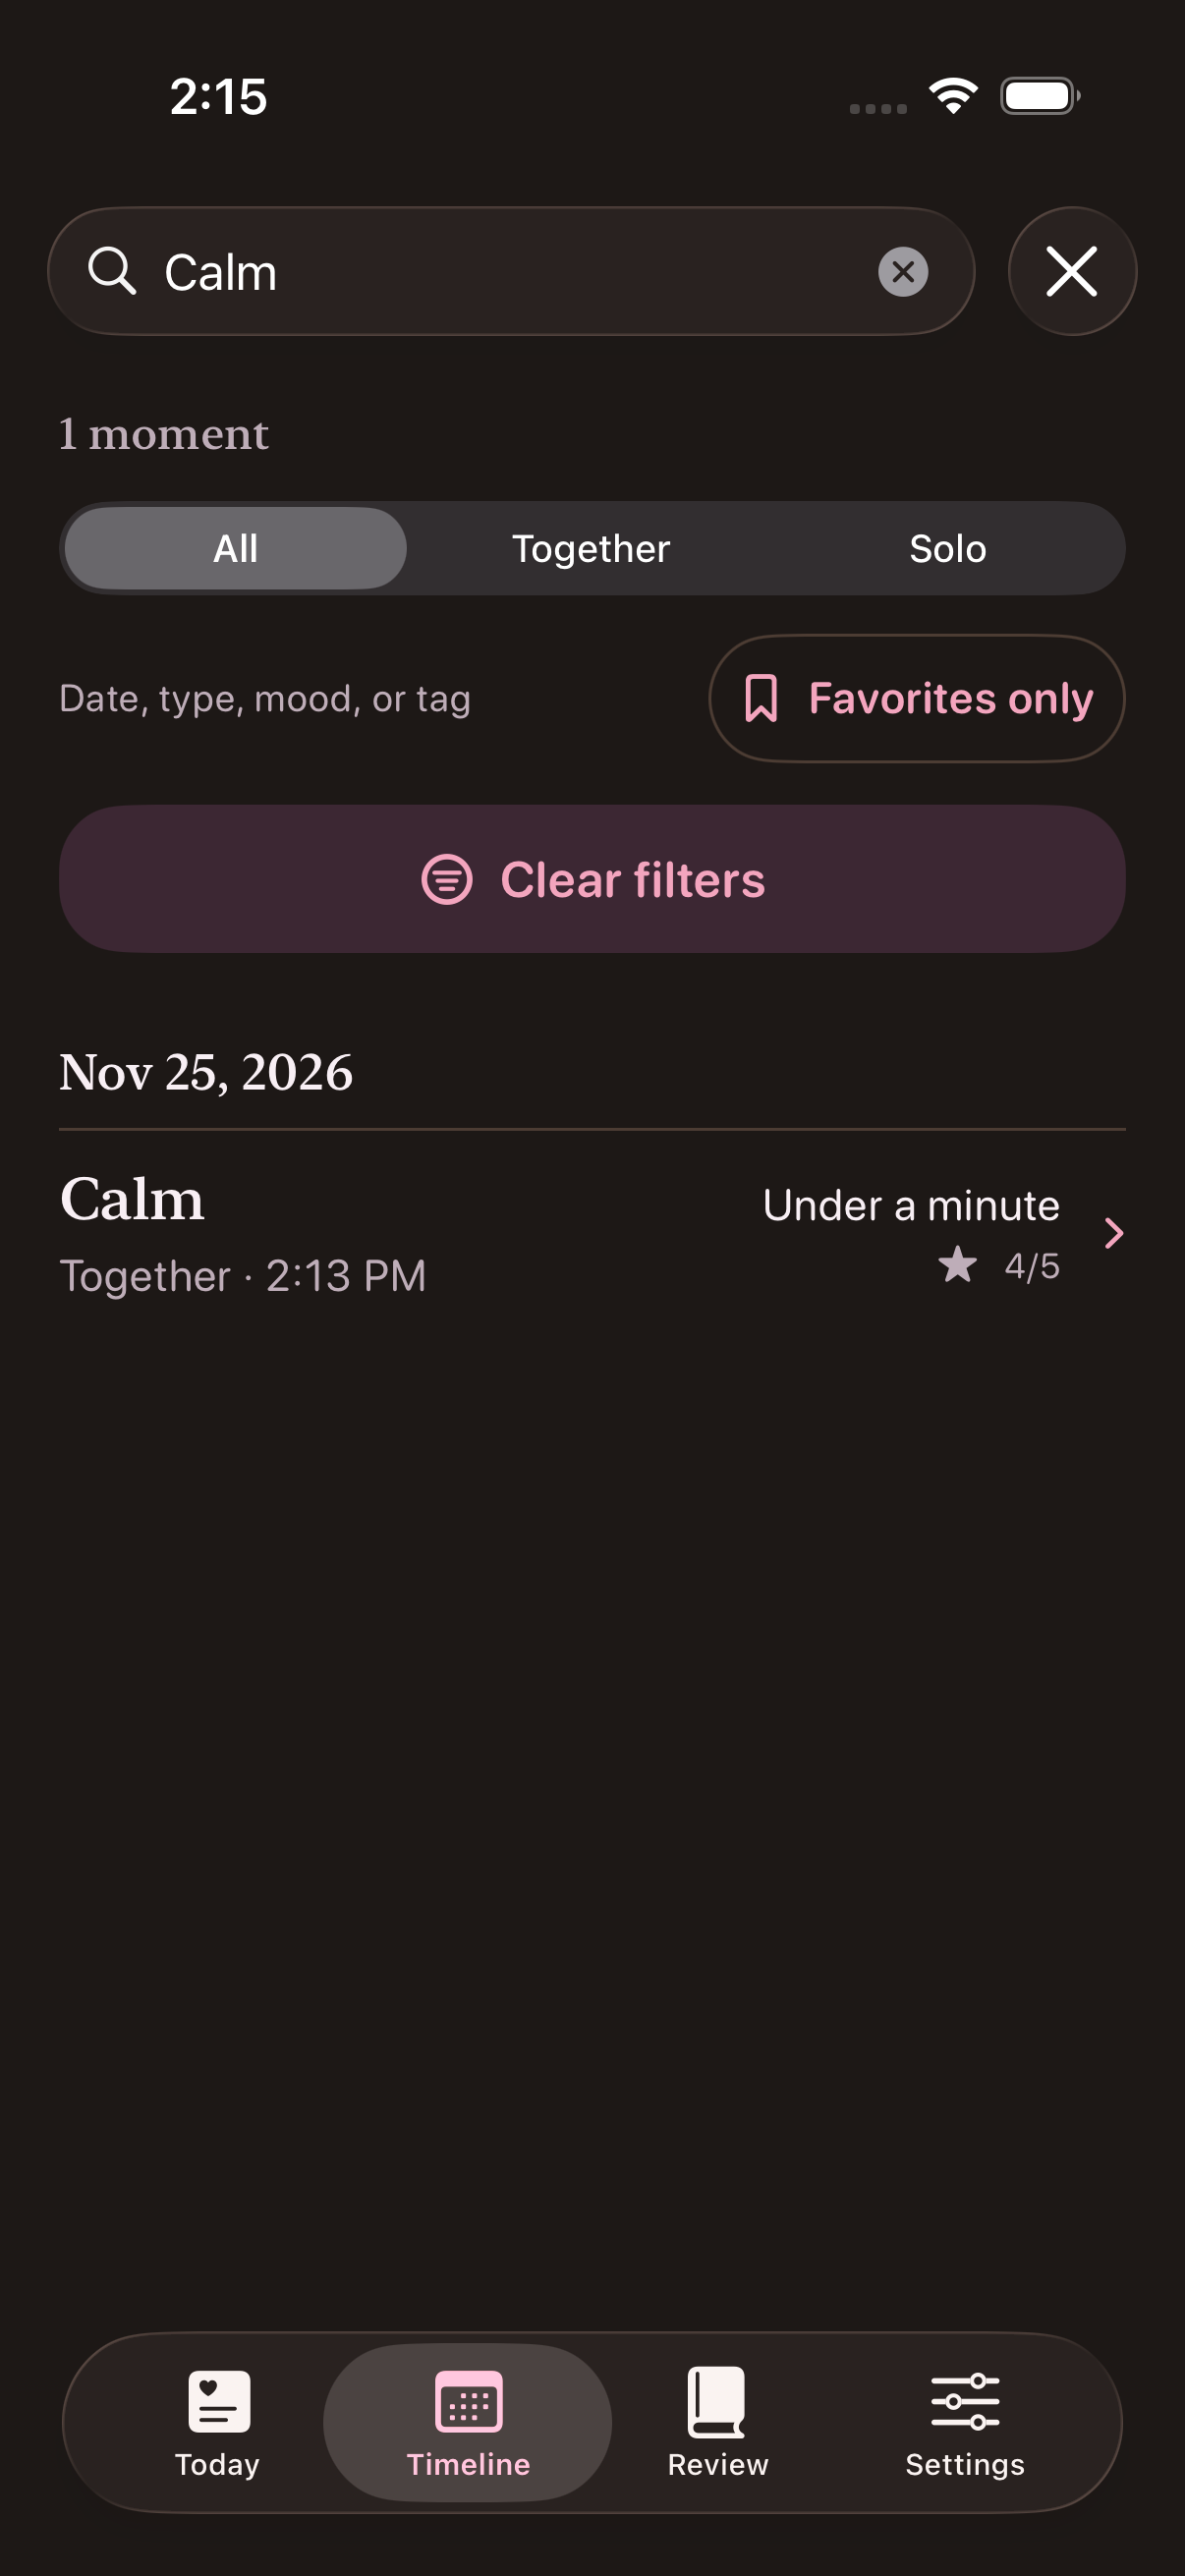 2:15
Calm
1 moment
All Together Solo
Date, type, mood, or tag
Favorites only
Clear filters
Nov 25, 2026
Calm
Under a minute
Together · 2:13 PM
4/5
Today Timeline Review Settings